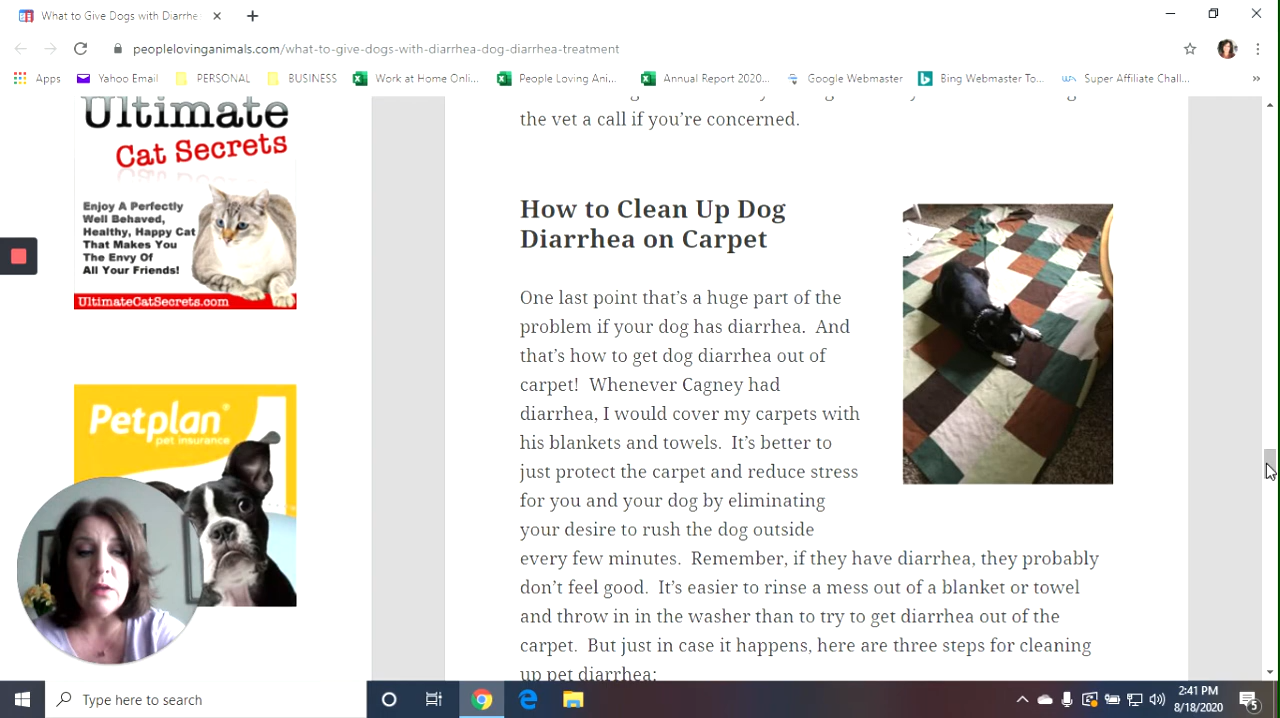 What to Give Dogs with Diarrhe
peoplelovinganimals.com/what-to-give-dogs-with-diarrhea-dog-diarrhea-treatment
Apps
Yahoo Email
PERSONAL
BUSINESS
Work at Home Onli...
People Loving Ani...
Annual Report 2020...
Google Webmaster
Bing Webmaster To...
Super Affiliate Chall...
»
Ultimate
Cat Secrets
Enjoy A Perfectly
Well Behaved,
Healthy, Happy Cat
That Makes You
The Envy Of
All Your Friends!
UltimateCatSecrets.com
Petplan®
pet insurance
the vet a call if you’re concerned.
How to Clean Up Dog
Diarrhea on Carpet
One last point that’s a huge part of the
problem if your dog has diarrhea.  And
that’s how to get dog diarrhea out of
carpet!  Whenever Cagney had
diarrhea, I would cover my carpets with
his blankets and towels.  It’s better to
just protect the carpet and reduce stress
for you and your dog by eliminating
your desire to rush the dog outside
every few minutes.  Remember, if they have diarrhea, they probably
don’t feel good.  It’s easier to rinse a mess out of a blanket or towel
and throw in in the washer than to try to get diarrhea out of the
carpet.  But just in case it happens, here are three steps for cleaning
up pet diarrhea:
Type here to search
2:41 PM
8/18/2020
5